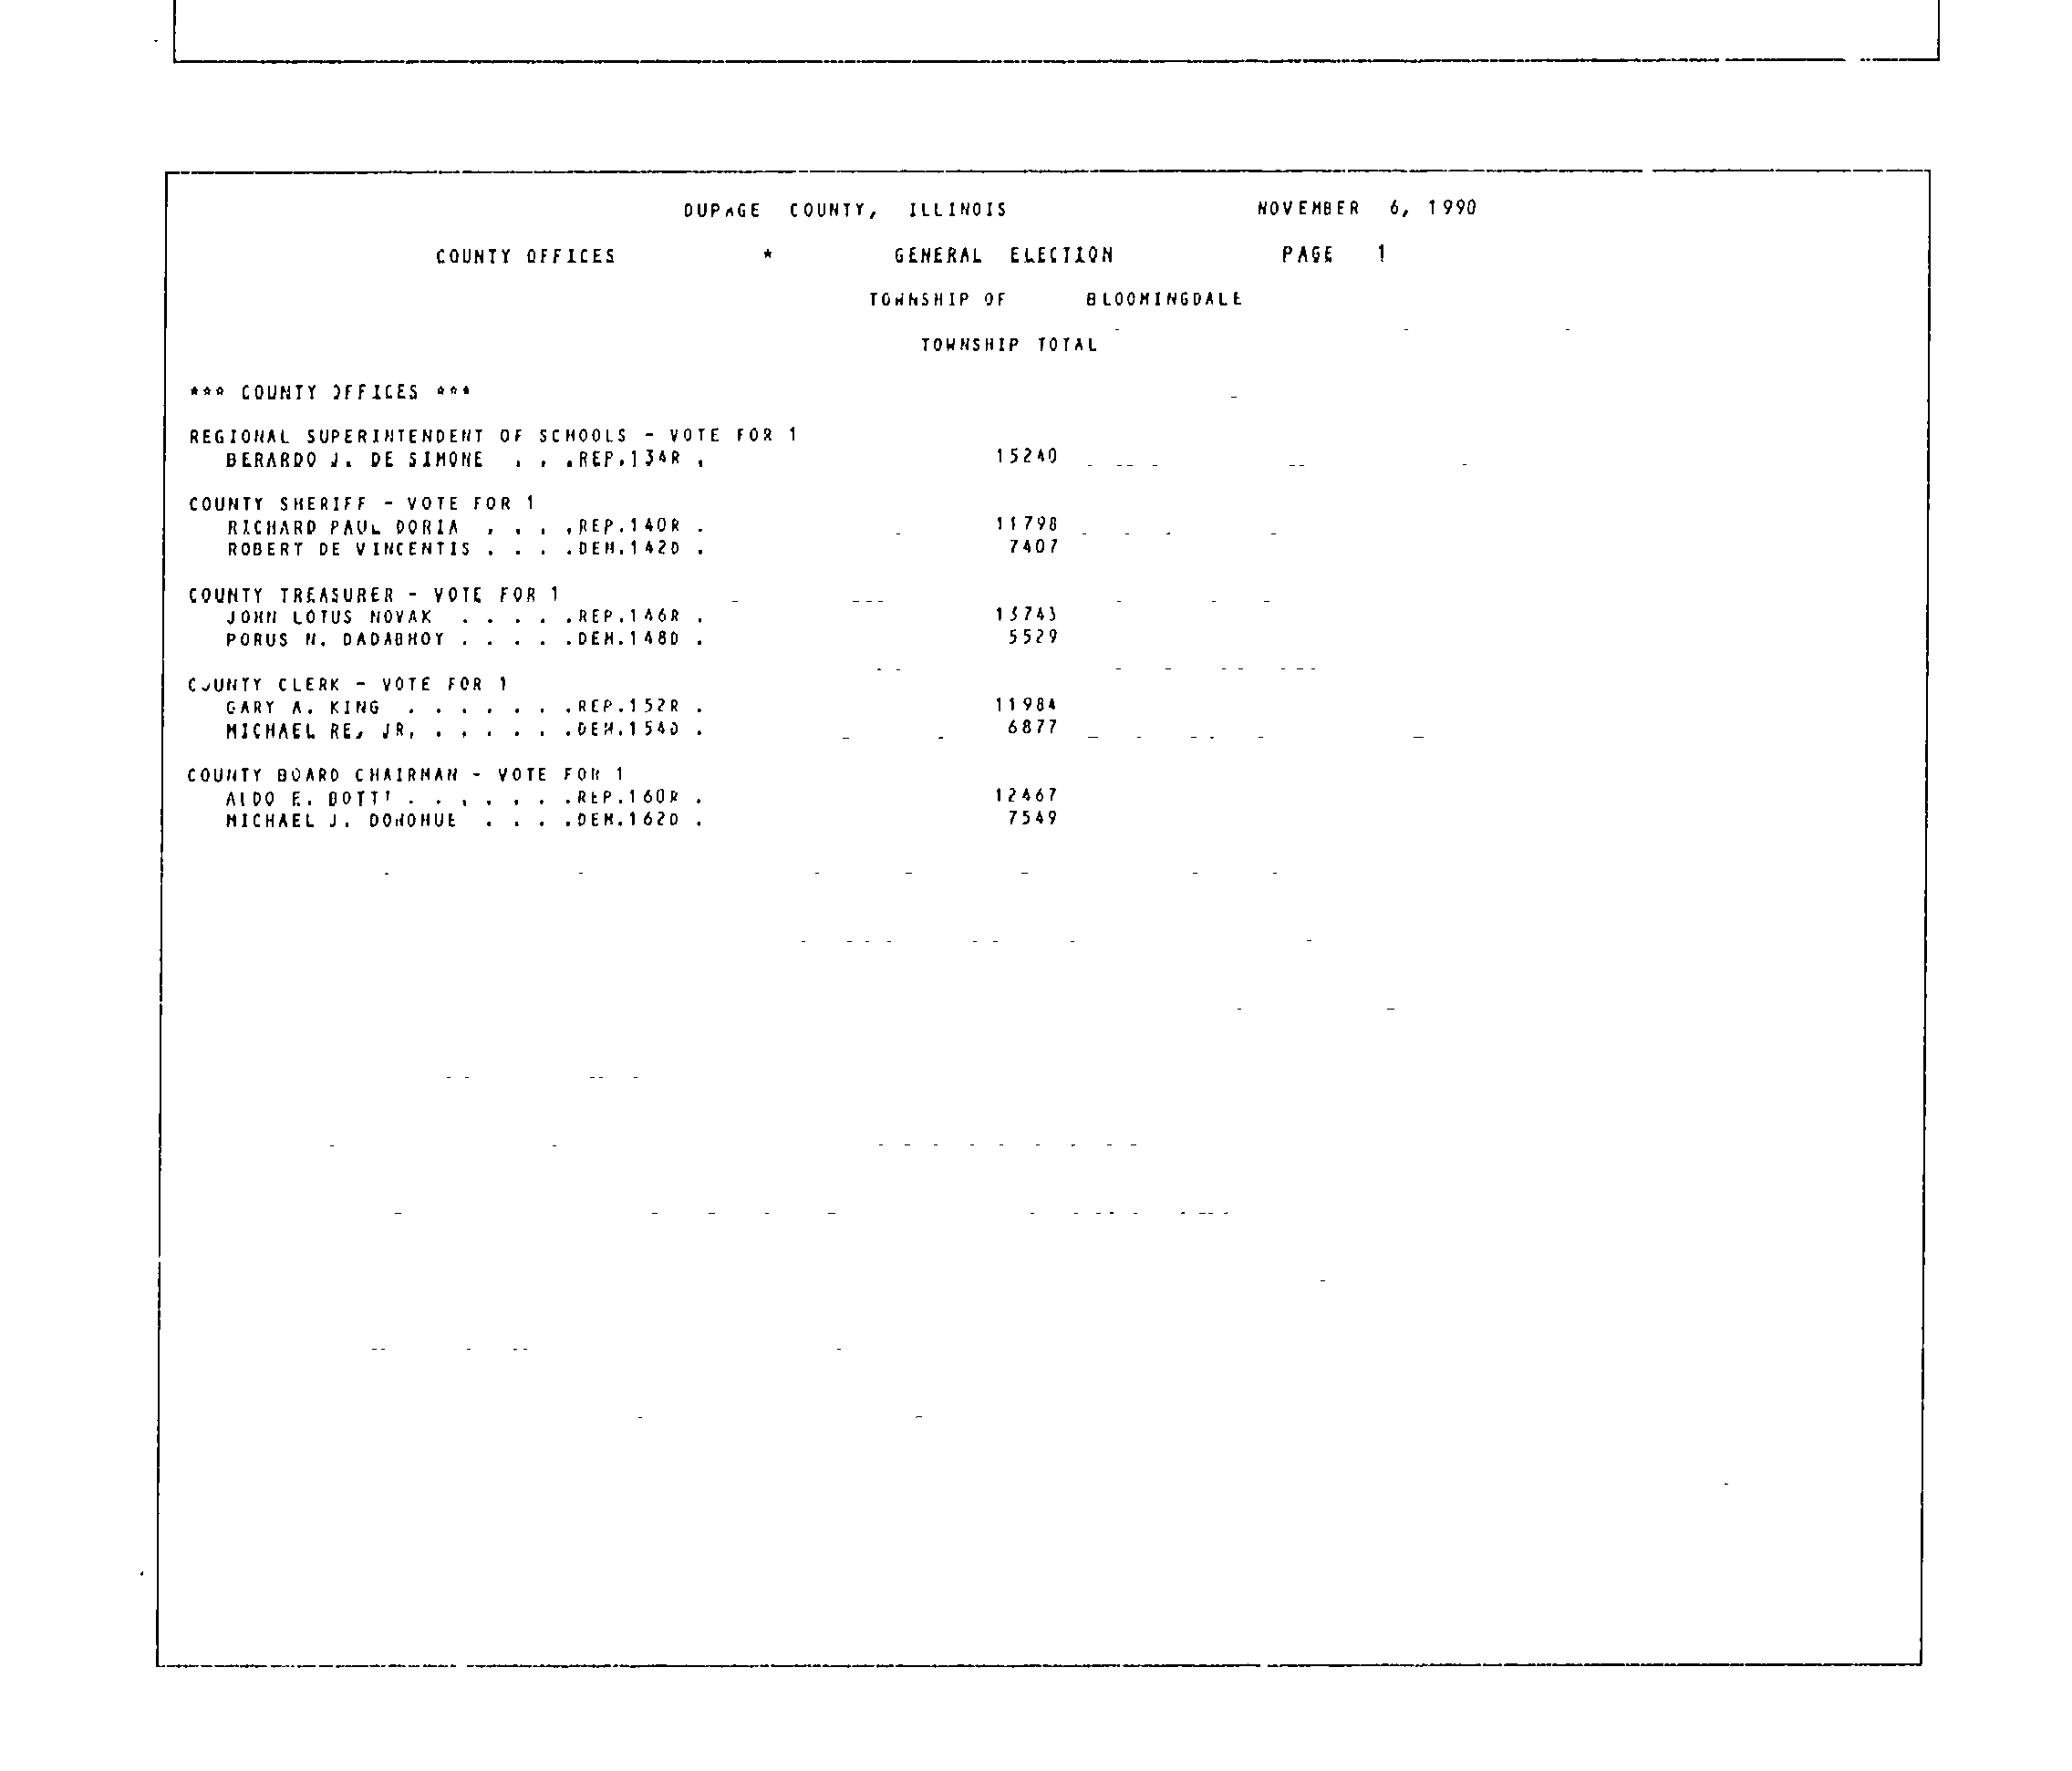 DUPAGE COUNTY, ILLINOIS NOVEMBER 6, 1990
COUNTY OFFICES * GENERAL ELECTION PAGE 1
TOWNSHIP OF BLOOMINGDALE
TOWNSHIP TOTAL
*** COUNTY OFFICES ***
REGIONAL SUPERINTENDENT OF SCHOOLS - VOTE FOR 1
BERARDO J. DE SIMONE . . .REP.134R . 15240
COUNTY SHERIFF - VOTE FOR 1
RICHARD PAUL DORIA . . . .REP.140R . 11798
ROBERT DE VINCENTIS . . . .DEM.142D . 7407
COUNTY TREASURER - VOTE FOR 1
JOHN LOTUS NOVAK . . . . .REP.146R . 13743
PORUS N. DADABHOY . . . . .DEM.148D . 5529
COUNTY CLERK - VOTE FOR 1
GARY A. KING . . . . . . .REP.152R . 11984
MICHAEL RE, JR. . . . . . .DEM.154D . 6877
COUNTY BOARD CHAIRMAN - VOTE FOR 1
ALDO E. BOTTI . . . . . . .REP.160R . 12467
MICHAEL J. DONOHUE . . . .DEM.162D . 7549